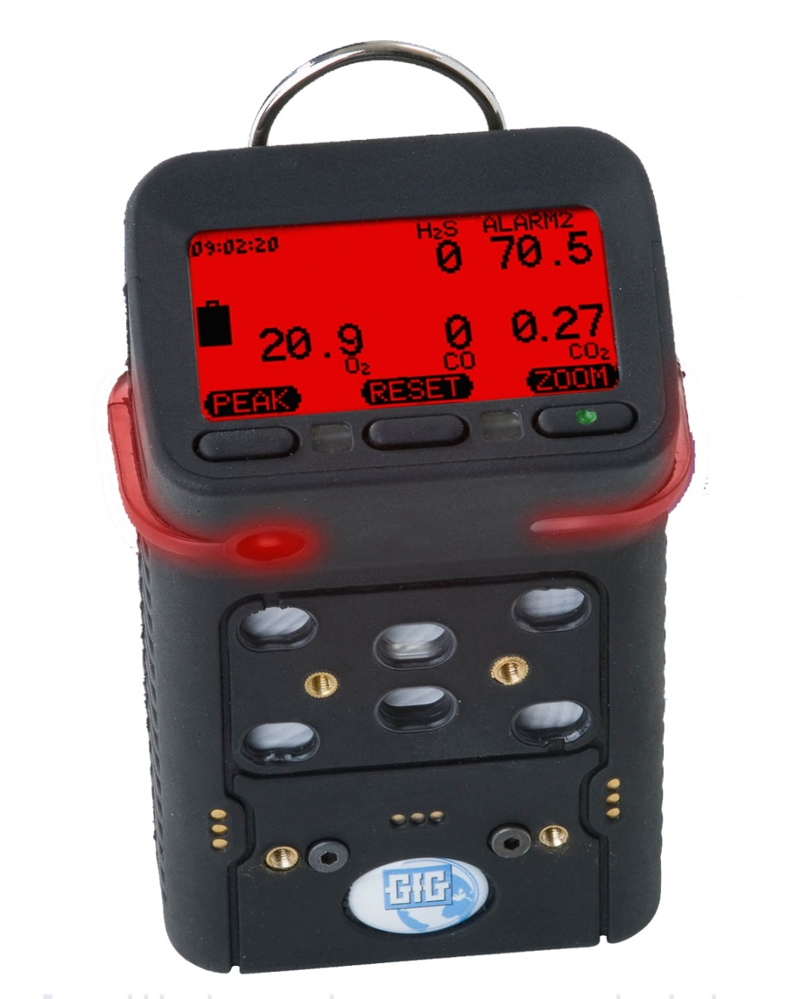 09:02:20 H₂S ALARM2
0 70.5
20.9 0 0.27
O₂ CO CO₂
PEAK RESET ZOOM
GfG